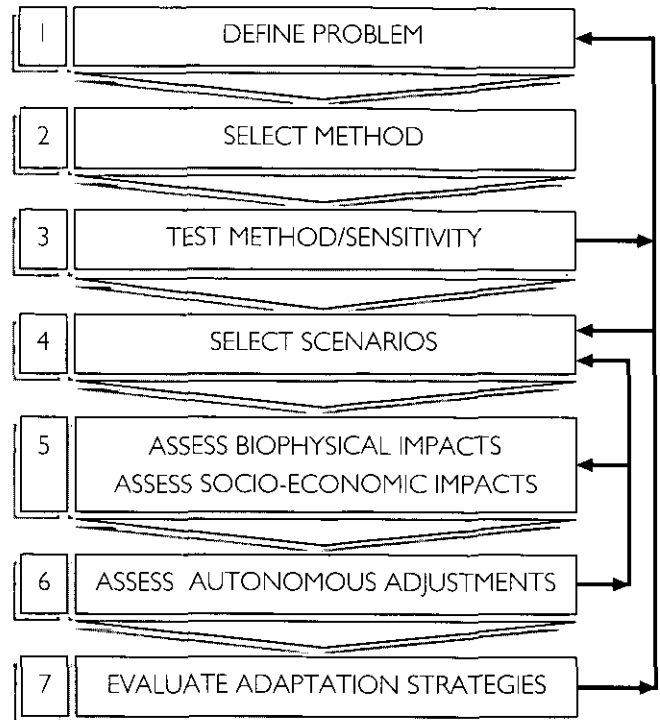 1 DEFINE PROBLEM
2 SELECT METHOD
3 TEST METHOD/SENSITIVITY
4 SELECT SCENARIOS
5 ASSESS BIOPHYSICAL IMPACTS
ASSESS SOCIO-ECONOMIC IMPACTS
6 ASSESS AUTONOMOUS ADJUSTMENTS
7 EVALUATE ADAPTATION STRATEGIES